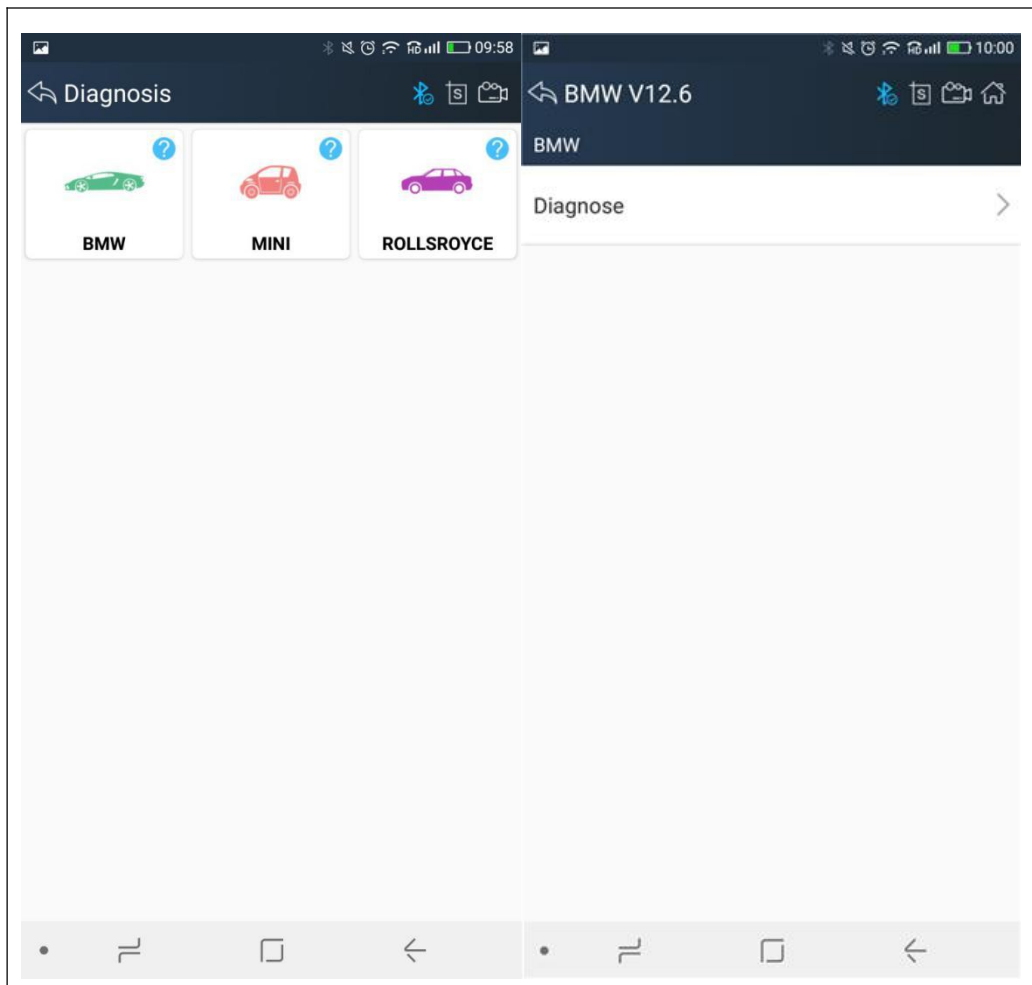 09:58
Diagnosis
S
?
?
?
BMW
MINI
ROLLSROYCE
10:00
BMW V12.6
S
BMW
Diagnose